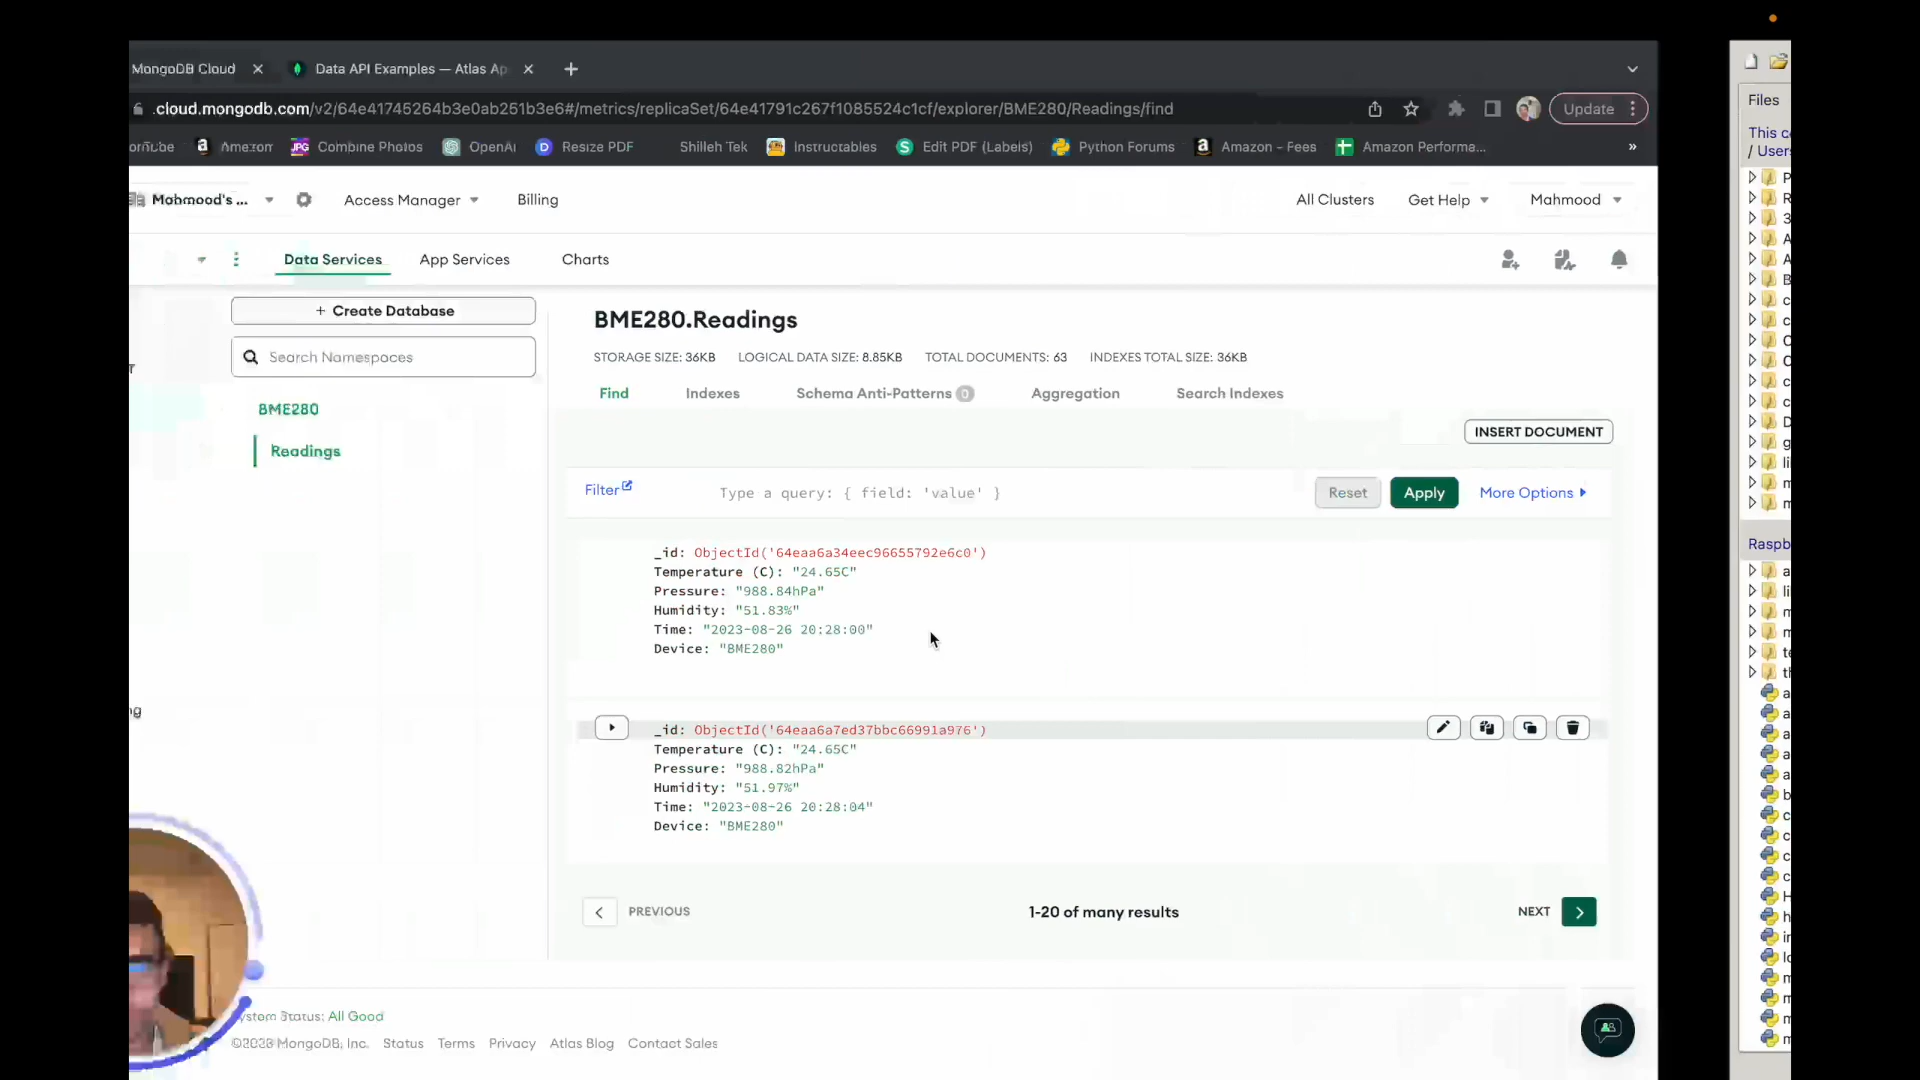 MongoDB Cloud
Data API Examples — Atlas Ap
.cloud.mongodb.com/v2/64e41745264b3e0ab251b3e6#/metrics/replicaSet/64e41791c267f1085524c1cf/explorer/BME280/Readings/find
Update
Amazon
JPG Combine Photos
OpenAI
D Resize PDF
Shilleh Tek
Instructables
S Edit PDF (Labels)
Python Forums
a Amazon - Fees
Amazon Performa...
»
Mahmood's ...
Access Manager
Billing
All Clusters
Get Help
Mahmood
Data Services
App Services
Charts
+ Create Database
Search Namespaces
BME280
Readings
BME280.Readings
STORAGE SIZE: 36KB
LOGICAL DATA SIZE: 8.85KB
TOTAL DOCUMENTS: 63
INDEXES TOTAL SIZE: 36KB
Find
Indexes
Schema Anti-Patterns 0
Aggregation
Search Indexes
INSERT DOCUMENT
Filter
Type a query: { field: 'value' }
Reset
Apply
More Options
_id: ObjectId('64eaa6a34eec96655792e6c0')
Temperature (C): "24.65C"
Pressure: "988.84hPa"
Humidity: "51.83%"
Time: "2023-08-26 20:28:00"
Device: "BME280"
_id: ObjectId('64eaa6a7ed37bbc66991a976')
Temperature (C): "24.65C"
Pressure: "988.82hPa"
Humidity: "51.97%"
Time: "2023-08-26 20:28:04"
Device: "BME280"
PREVIOUS
1-20 of many results
NEXT
ystem Status: All Good
©2023 MongoDB, Inc.
Status
Terms
Privacy
Atlas Blog
Contact Sales
Files
This c
/ Users
Raspb